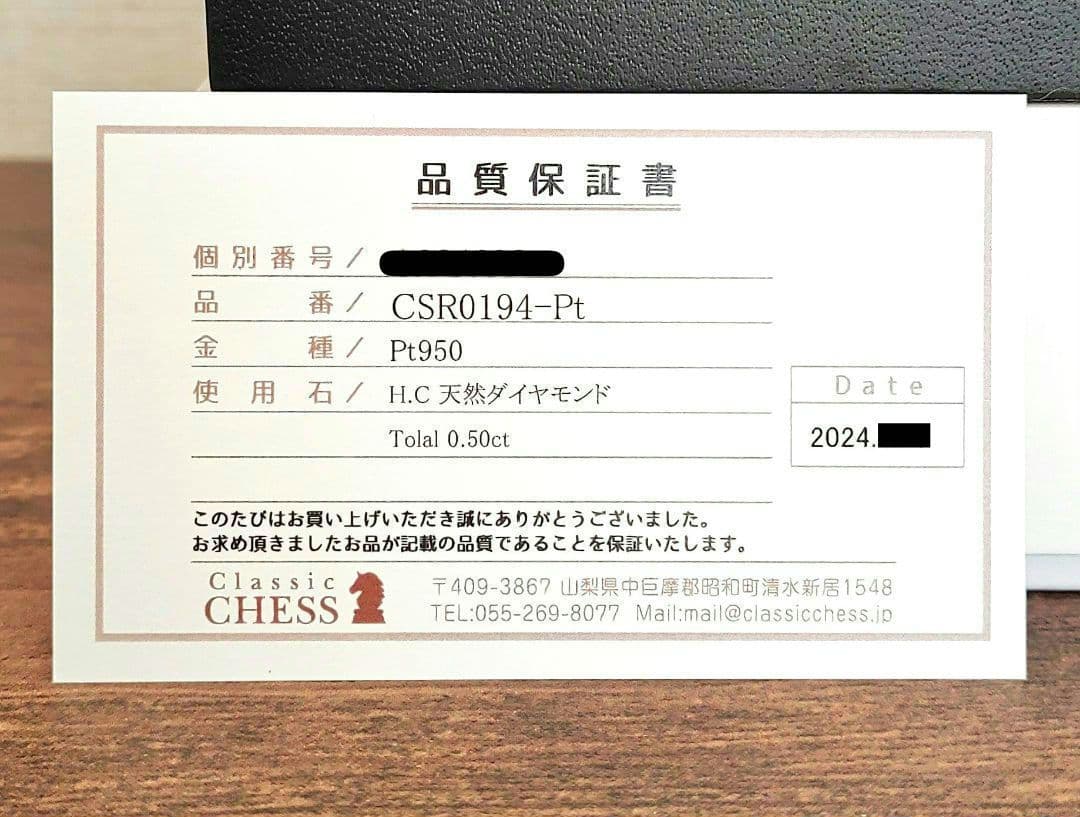 品質保証書
個別番号/
品番/ CSR0194-Pt
金種/ Pt950
使用石/ H.C 天然ダイヤモンド
Tolal 0.50ct
Date
2024.
このたびはお買い上げいただき誠にありがとうございました。
お求め頂きましたお品が記載の品質であることを保証いたします。
Classic
CHESS
〒409-3867 山梨県中巨摩郡昭和町清水新居1548
TEL:055-269-8077 Mail:mail@classicchess.jp